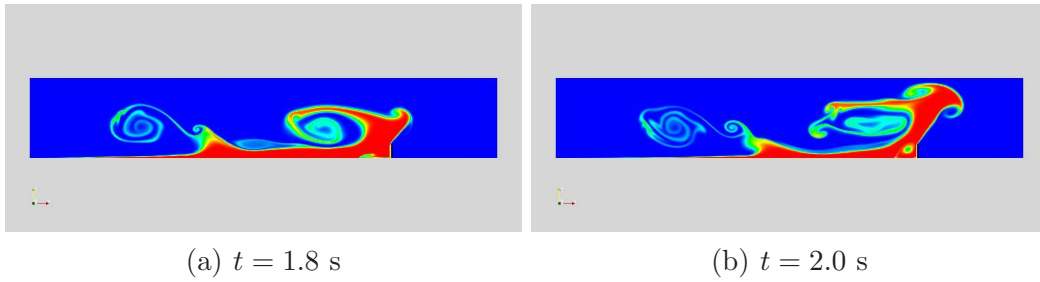 (a) t = 1.8 s
(b) t = 2.0 s